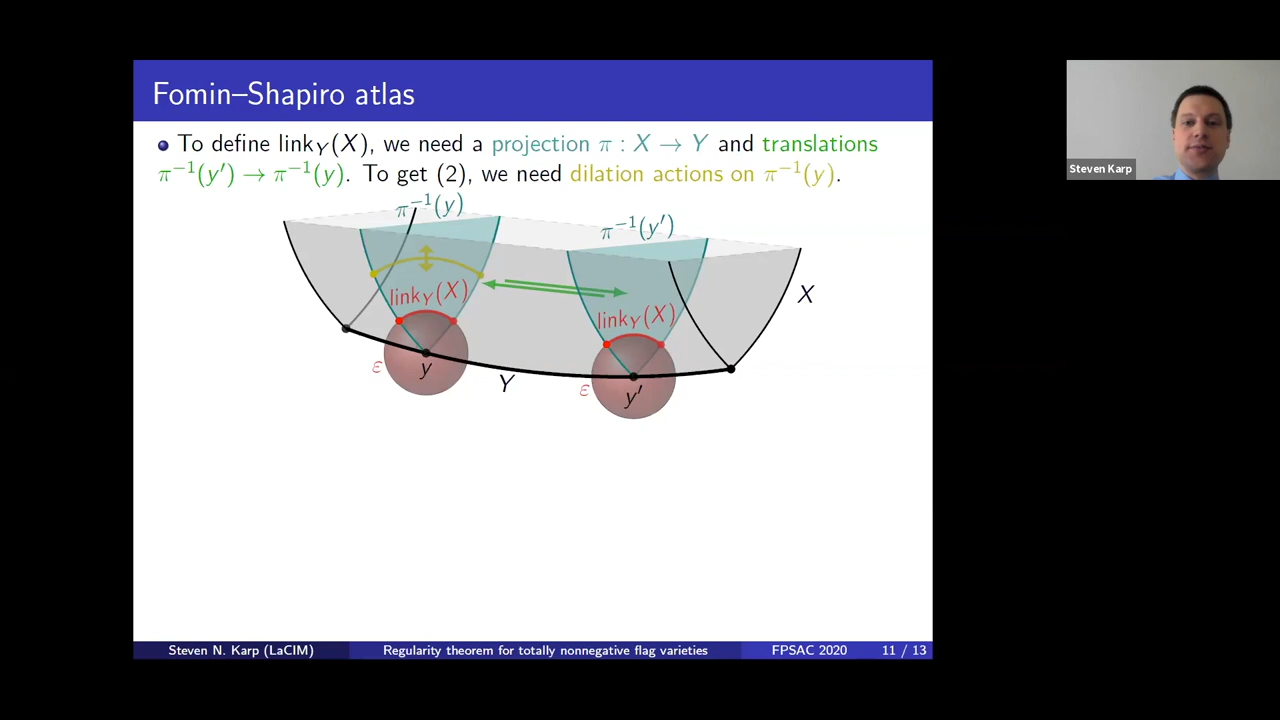 Fomin–Shapiro atlas
To define link_Y(X), we need a projection π : X → Y and translations
π⁻¹(y′) → π⁻¹(y). To get (2), we need dilation actions on π⁻¹(y).
π⁻¹(y)
π⁻¹(y′)
link_Y(X)
X
link_Y(X)
ε
y
Y
ε
y′
Steven Karp
Steven N. Karp (LaCIM) Regularity theorem for totally nonnegative flag varieties FPSAC 2020 11 / 13